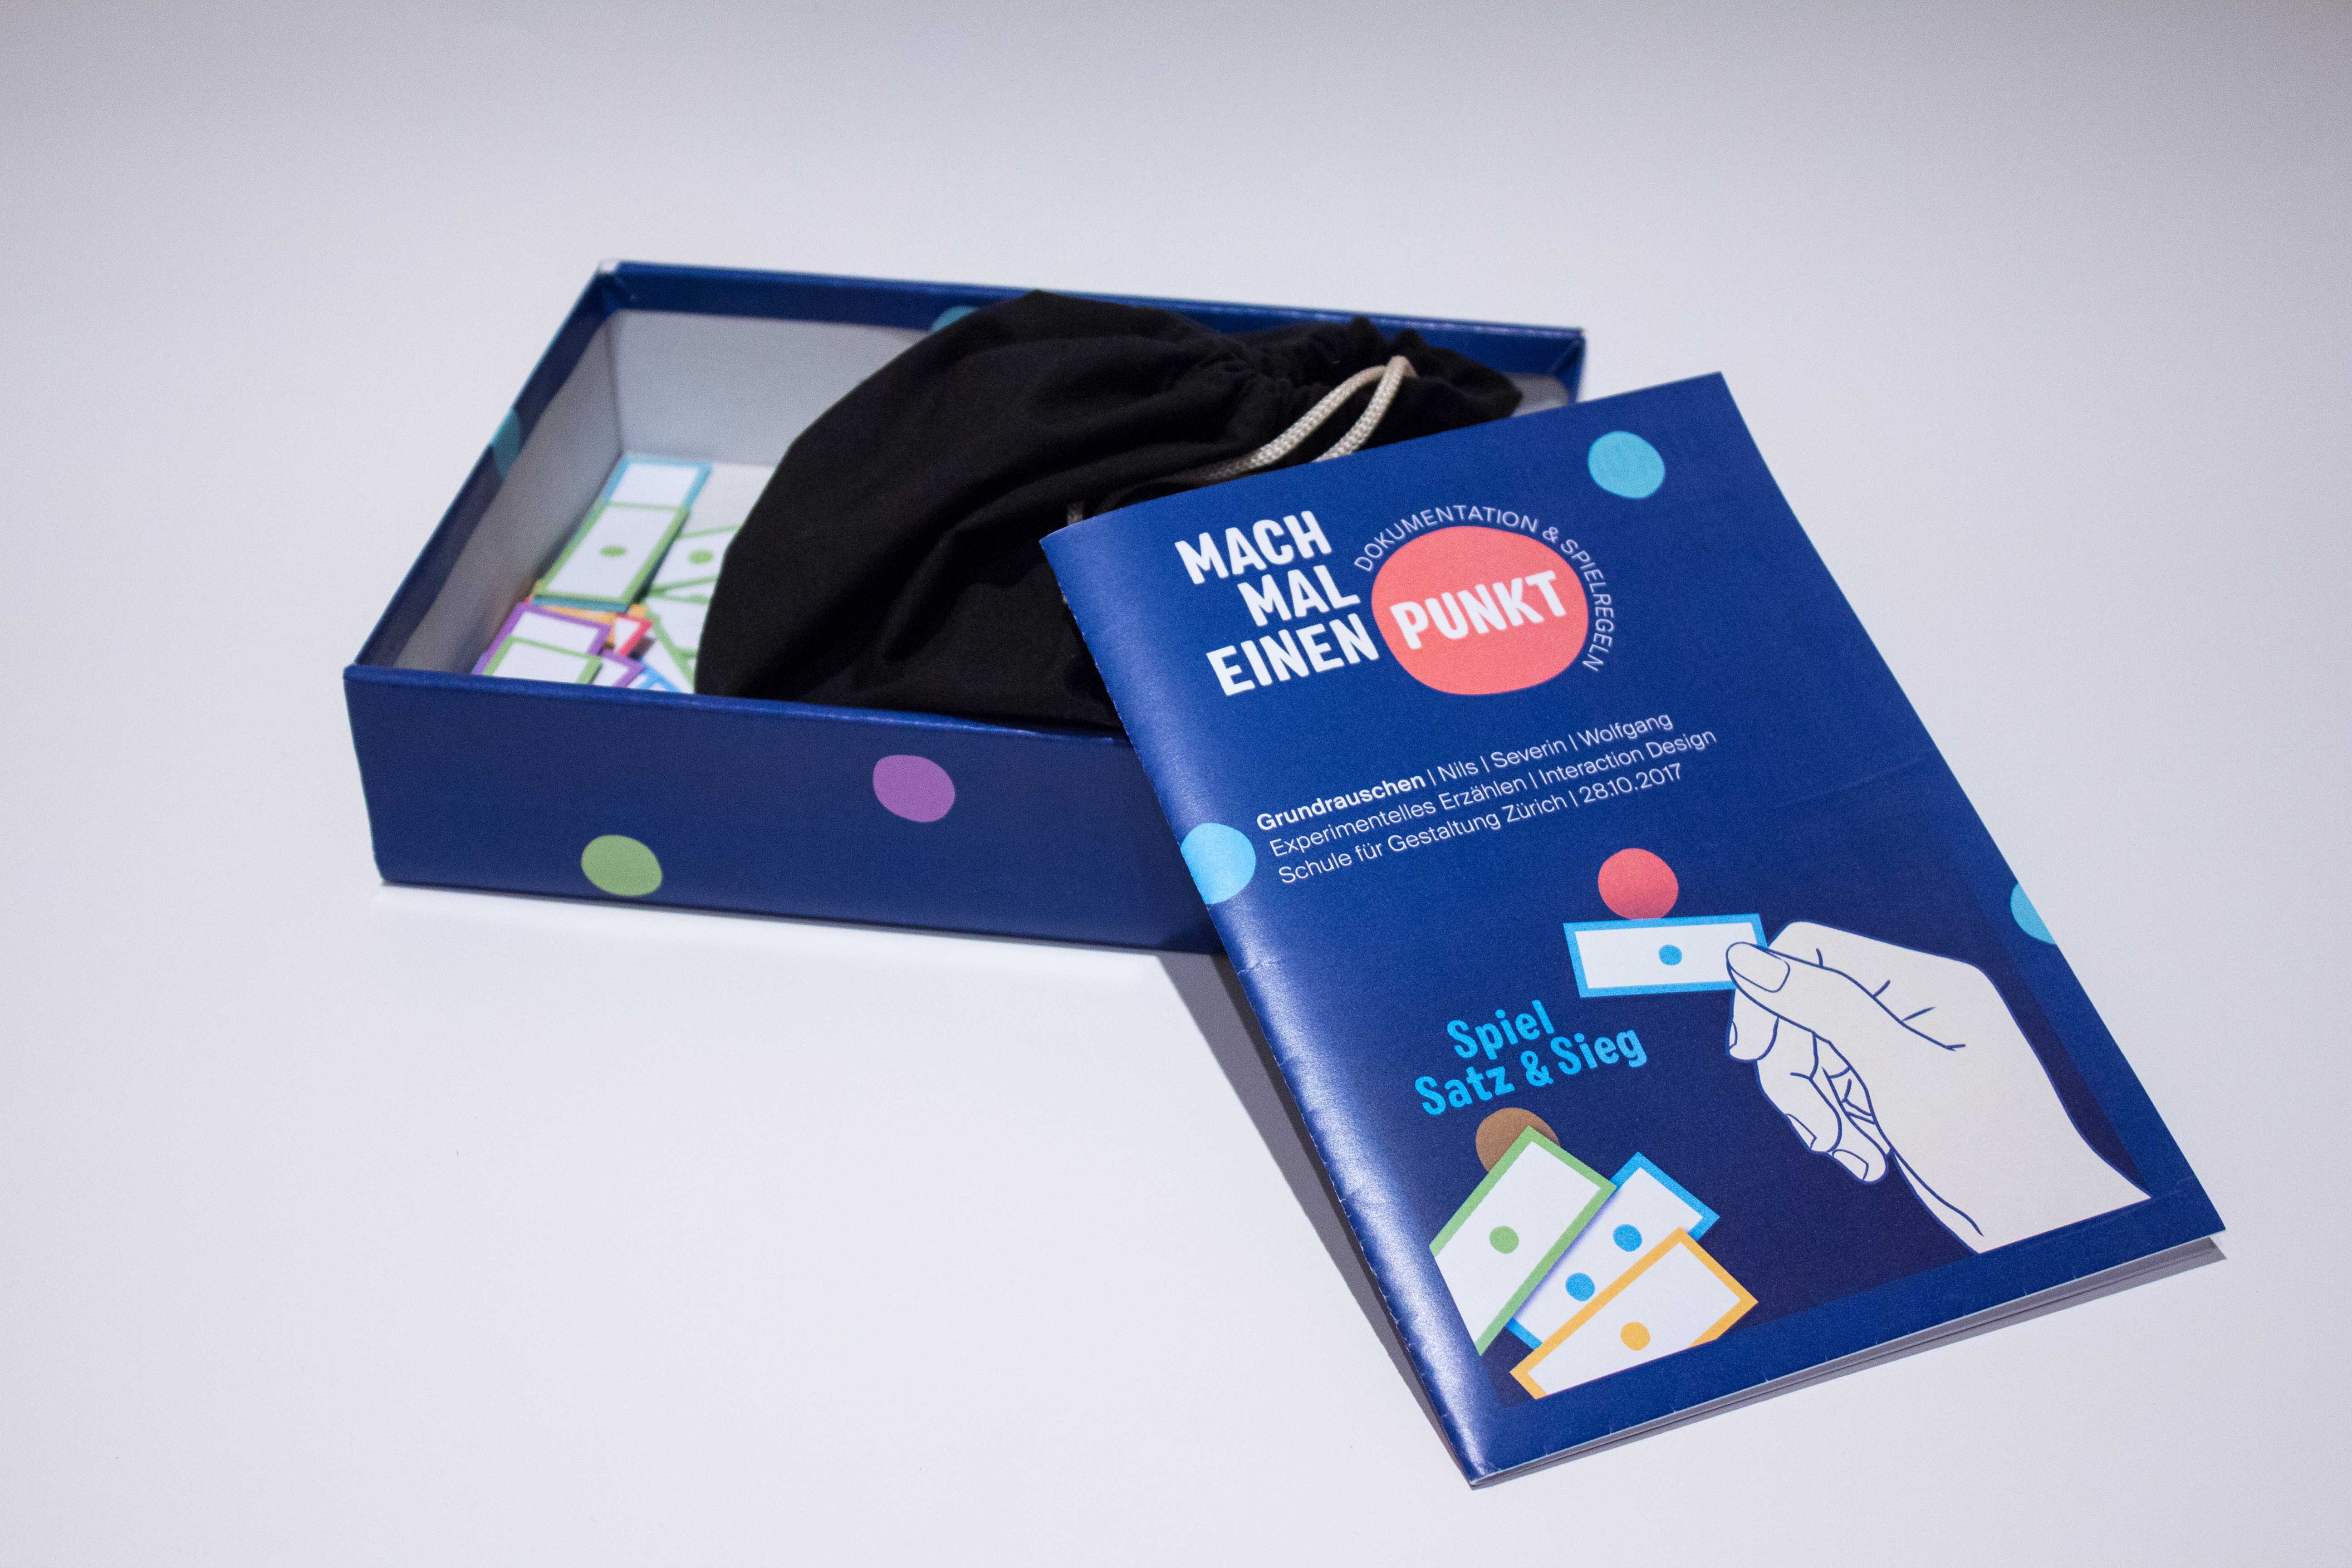 MACH
MAL
EINEN
PUNKT
DOKUMENTATION & SPIELREGELN
Grundrauschen | Nils | Severin | Wolfgang
Experimentelles Erzählen | Interaction Design
Schule für Gestaltung Zürich | 28.10.2017
Spiel
Satz & Sieg